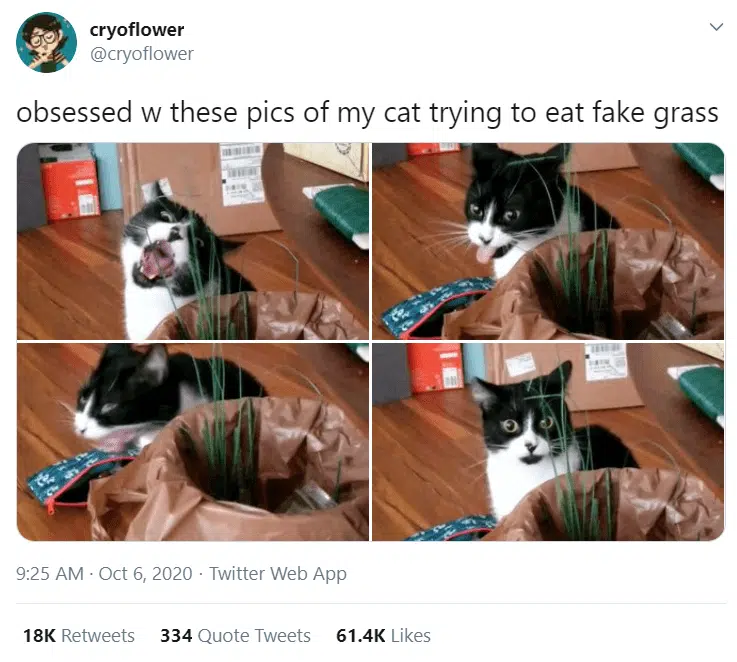 cryoflower
@cryoflower
obsessed w these pics of my cat trying to eat fake grass
9:25 AM · Oct 6, 2020 · Twitter Web App
18K Retweets 334 Quote Tweets 61.4K Likes